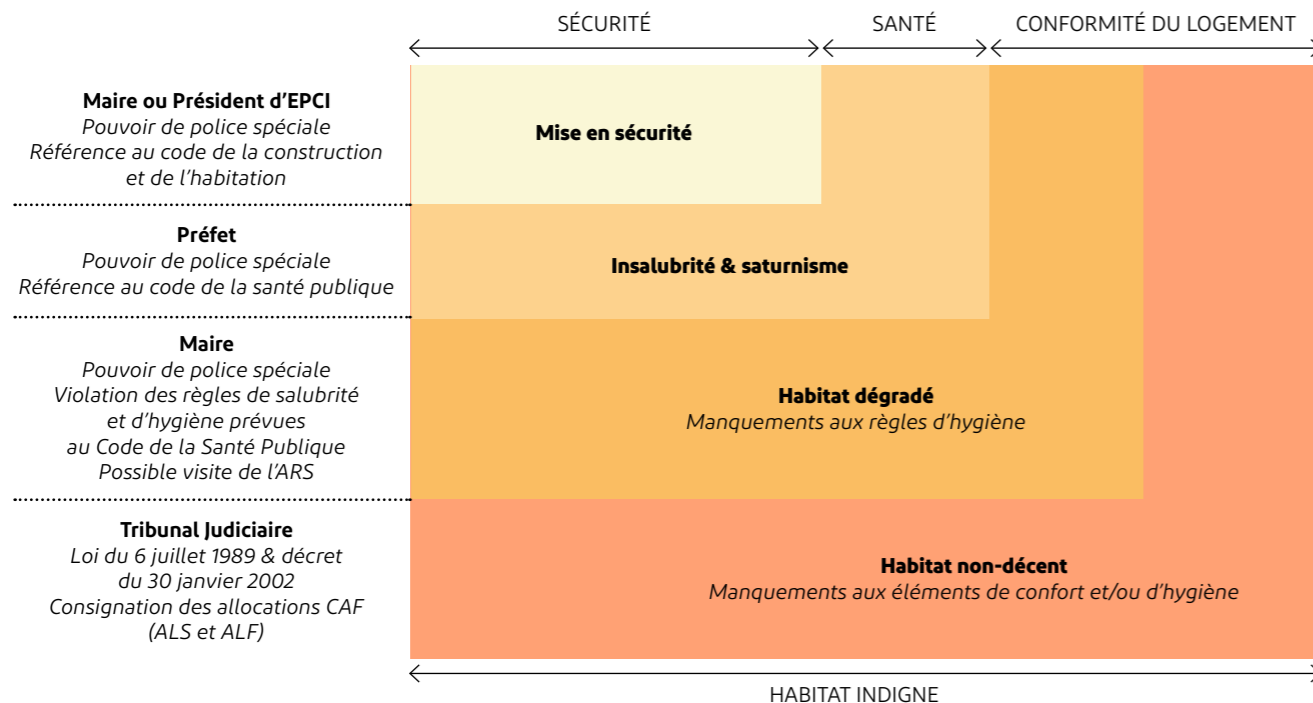 SÉCURITÉ
SANTÉ
CONFORMITÉ DU LOGEMENT
Maire ou Président d’EPCI
Pouvoir de police spéciale
Référence au code de la construction
et de l’habitation
Mise en sécurité
Préfet
Pouvoir de police spéciale
Référence au code de la santé publique
Insalubrité & saturnisme
Maire
Pouvoir de police spéciale
Violation des règles de salubrité
et d’hygiène prévues
au Code de la Santé Publique
Possible visite de l’ARS
Habitat dégradé
Manquements aux règles d’hygiène
Tribunal Judiciaire
Loi du 6 juillet 1989 & décret
du 30 janvier 2002
Consignation des allocations CAF
(ALS et ALF)
Habitat non-décent
Manquements aux éléments de confort et/ou d’hygiène
HABITAT INDIGNE